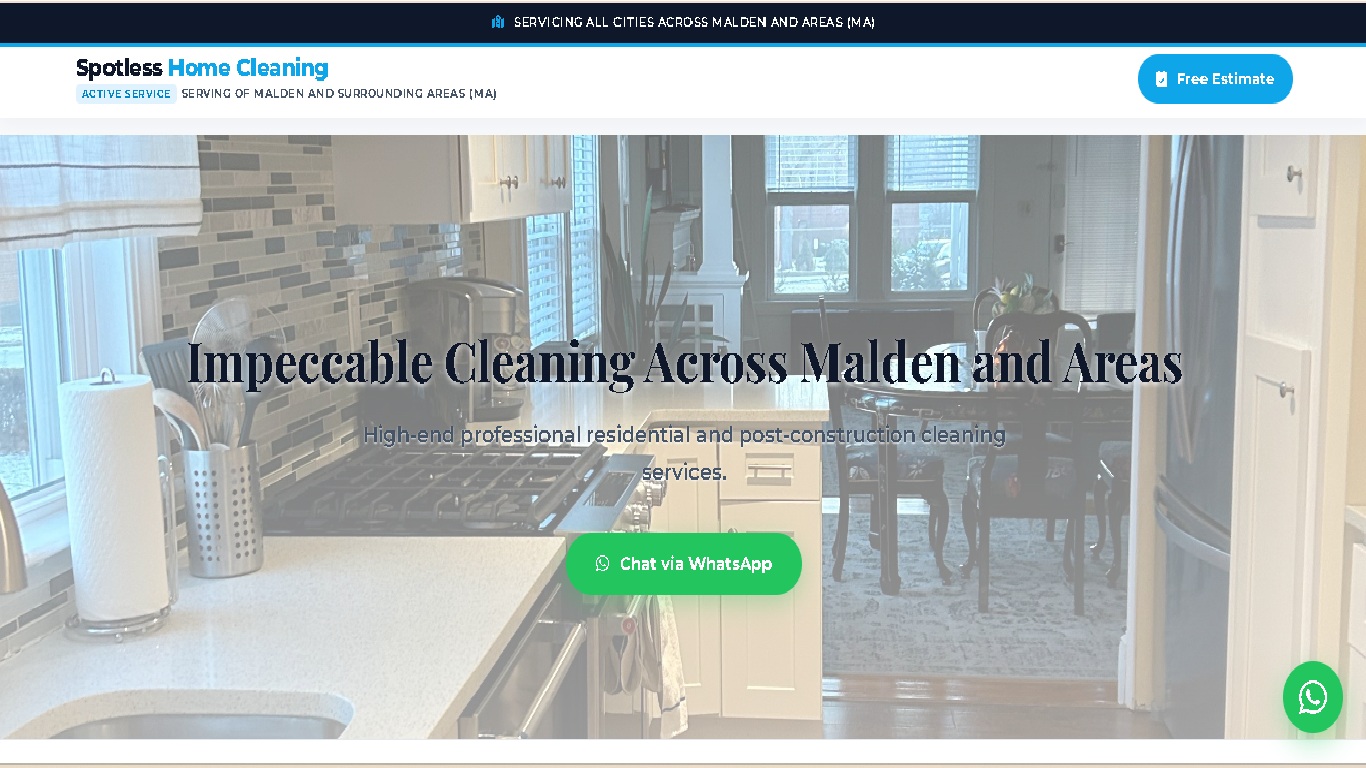 SERVICING ALL CITIES ACROSS MALDEN AND AREAS (MA)
Spotless Home Cleaning
ACTIVE SERVICE SERVING OF MALDEN AND SURROUNDING AREAS (MA)
Free Estimate
Impeccable Cleaning Across Malden and Areas
High-end professional residential and post-construction cleaning
services.
Chat via WhatsApp